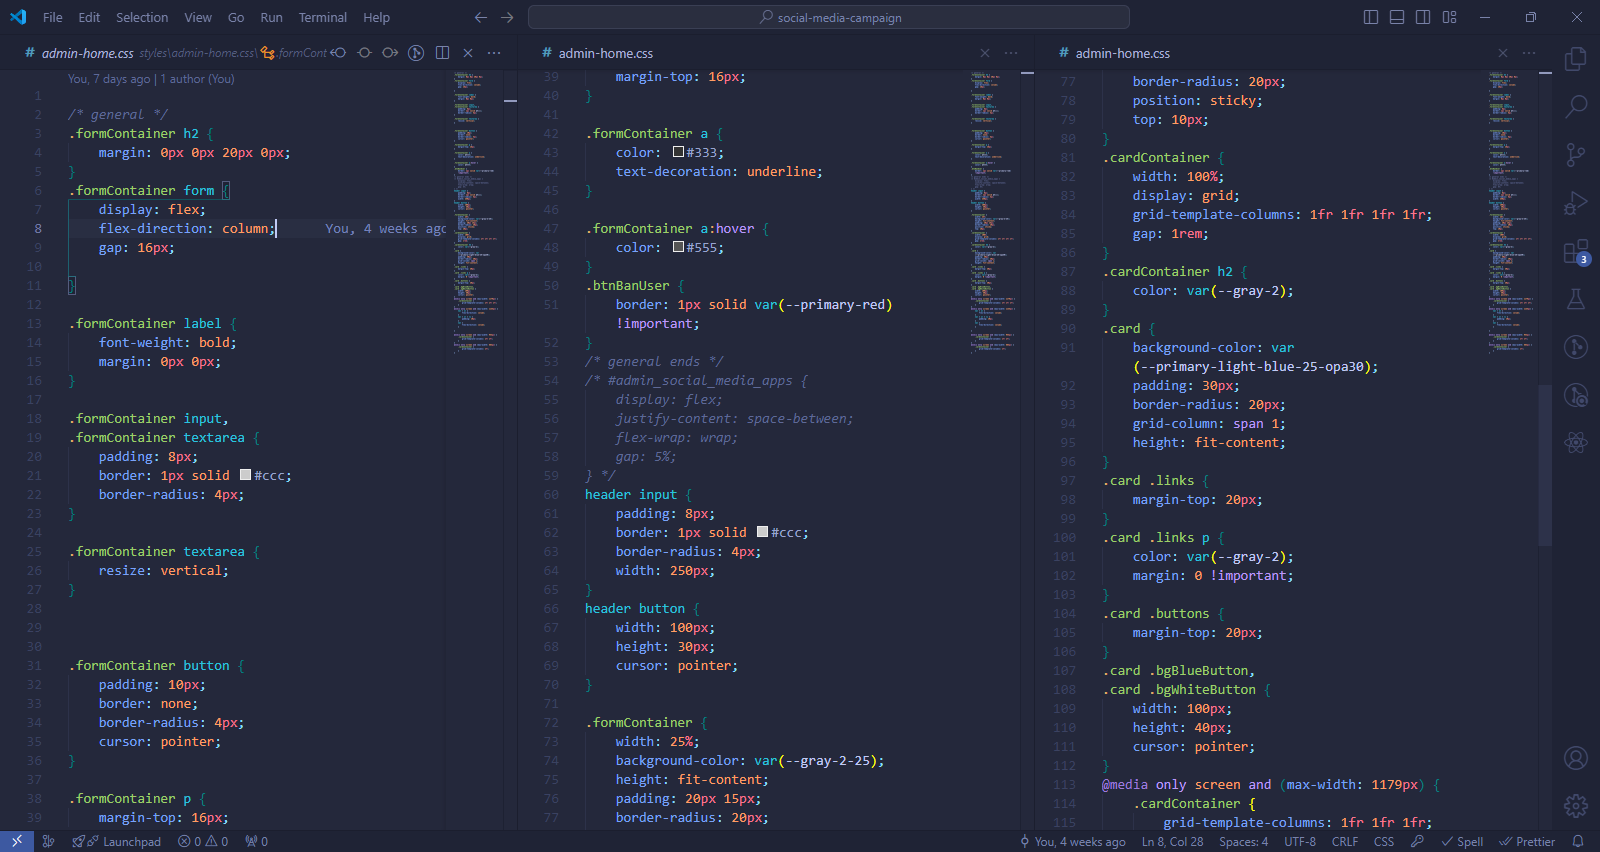 File Edit Selection View Go Run Terminal Help
social-media-campaign
# admin-home.css styles\admin-home.css\ .formCont
You, 7 days ago | 1 author (You)
1
2 /* general */
3 .formContainer h2 {
4 margin: 0px 0px 20px 0px;
5 }
6 .formContainer form {
7 display: flex;
8 flex-direction: column; You, 4 weeks ago
9 gap: 16px;
10
11 }
12
13 .formContainer label {
14 font-weight: bold;
15 margin: 0px 0px;
16 }
17
18 .formContainer input,
19 .formContainer textarea {
20 padding: 8px;
21 border: 1px solid #ccc;
22 border-radius: 4px;
23 }
24
25 .formContainer textarea {
26 resize: vertical;
27 }
28
29
30
31 .formContainer button {
32 padding: 10px;
33 border: none;
34 border-radius: 4px;
35 cursor: pointer;
36 }
37
38 .formContainer p {
39 margin-top: 16px;
# admin-home.css
39 margin-top: 16px;
40 }
41
42 .formContainer a {
43 color: #333;
44 text-decoration: underline;
45 }
46
47 .formContainer a:hover {
48 color: #555;
49 }
50 .btnBanUser {
51 border: 1px solid var(--primary-red)
!important;
52 }
53 /* general ends */
54 /* #admin_social_media_apps {
55 display: flex;
56 justify-content: space-between;
57 flex-wrap: wrap;
58 gap: 5%;
59 } */
60 header input {
61 padding: 8px;
62 border: 1px solid #ccc;
63 border-radius: 4px;
64 width: 250px;
65 }
66 header button {
67 width: 100px;
68 height: 30px;
69 cursor: pointer;
70 }
71
72 .formContainer {
73 width: 25%;
74 background-color: var(--gray-2-25);
75 height: fit-content;
76 padding: 20px 15px;
77 border-radius: 20px;
# admin-home.css
77 border-radius: 20px;
78 position: sticky;
79 top: 10px;
80 }
81 .cardContainer {
82 width: 100%;
83 display: grid;
84 grid-template-columns: 1fr 1fr 1fr 1fr;
85 gap: 1rem;
86 }
87 .cardContainer h2 {
88 color: var(--gray-2);
89 }
90 .card {
91 background-color: var
(--primary-light-blue-25-opa30);
92 padding: 30px;
93 border-radius: 20px;
94 grid-column: span 1;
95 height: fit-content;
96 }
97 .card .links {
98 margin-top: 20px;
99 }
100 .card .links p {
101 color: var(--gray-2);
102 margin: 0 !important;
103 }
104 .card .buttons {
105 margin-top: 20px;
106 }
107 .card .bgBlueButton,
108 .card .bgWhiteButton {
109 width: 100px;
110 height: 40px;
111 cursor: pointer;
112 }
113 @media only screen and (max-width: 1179px) {
114 .cardContainer {
115 grid-template-columns: 1fr 1fr 1fr;
3
Launchpad 0 0 0 You, 4 weeks ago Ln 8, Col 28 Spaces: 4 UTF-8 CRLF CSS Spell Prettier